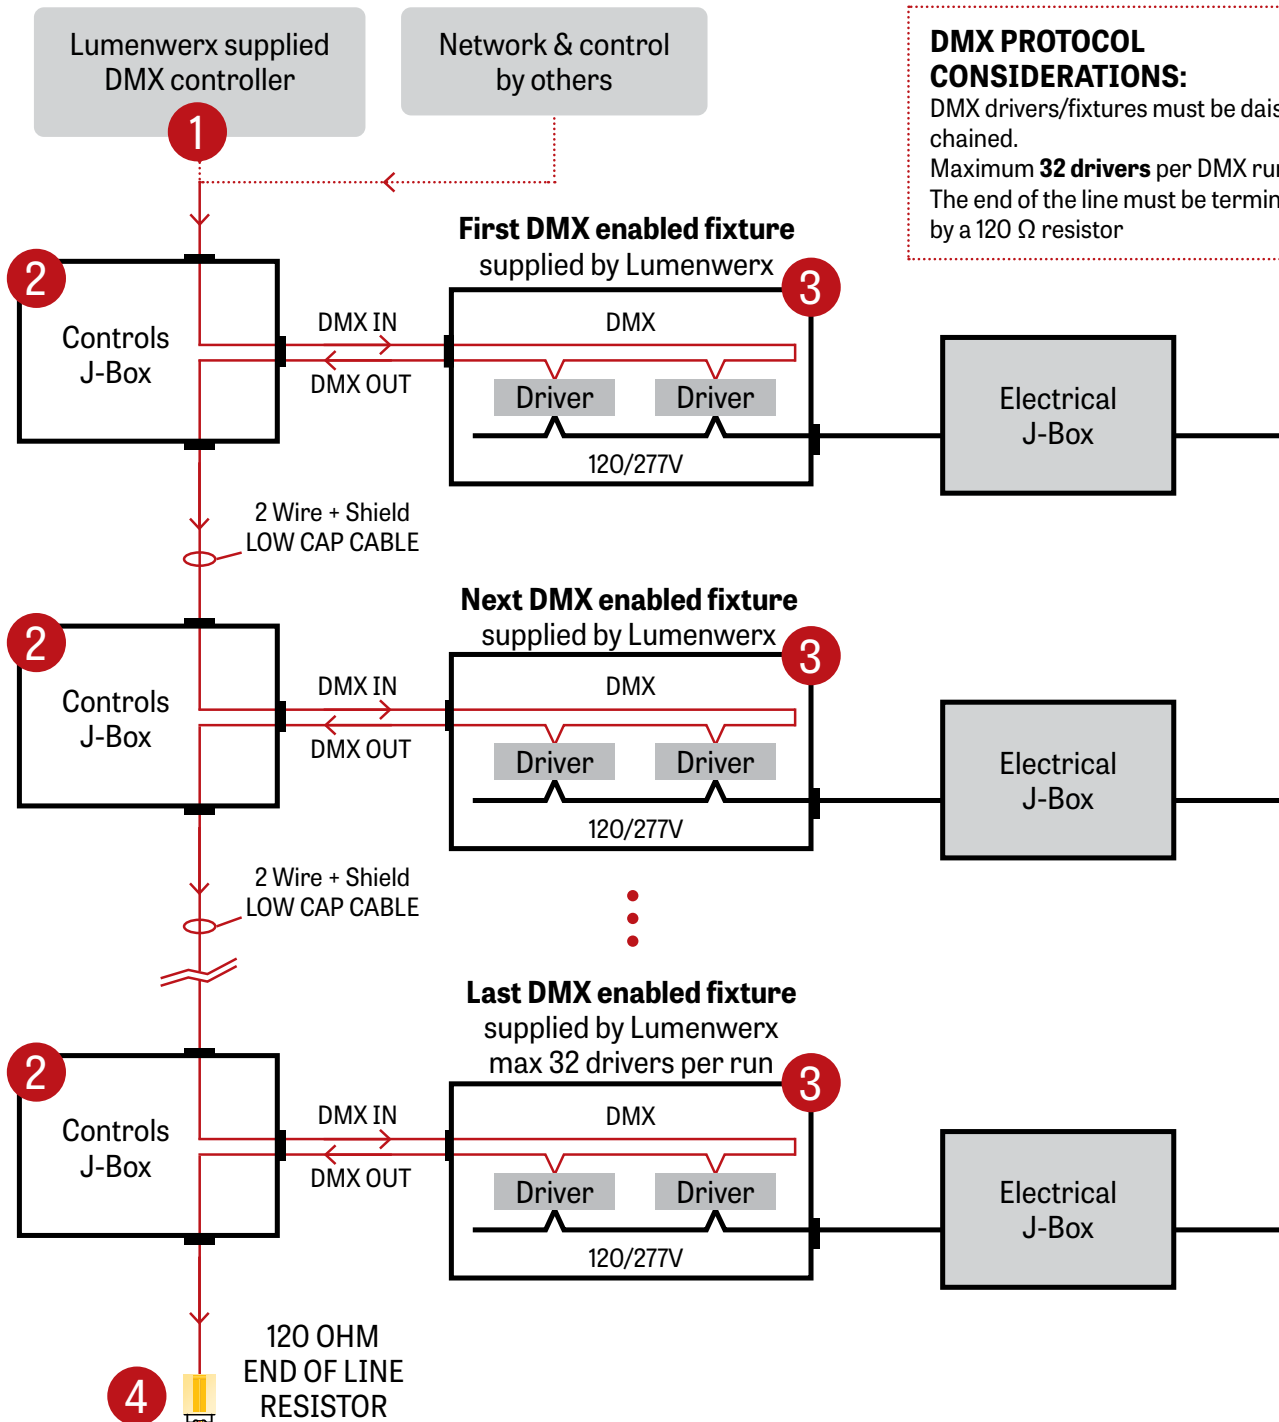 Lumenwerx supplied
DMX controller
Network & control
by others
1
DMX PROTOCOL
CONSIDERATIONS:
DMX drivers/fixtures must be dais
chained.
Maximum 32 drivers per DMX run
The end of the line must be termin
by a 120 Ω resistor
First DMX enabled fixture
supplied by Lumenwerx
2
3
Controls
J-Box
DMX IN
DMX OUT
DMX
Driver
Driver
120/277V
Electrical
J-Box
2 Wire + Shield
LOW CAP CABLE
Next DMX enabled fixture
supplied by Lumenwerx
2
3
Controls
J-Box
DMX IN
DMX OUT
DMX
Driver
Driver
120/277V
Electrical
J-Box
2 Wire + Shield
LOW CAP CABLE
Last DMX enabled fixture
supplied by Lumenwerx
max 32 drivers per run
2
3
Controls
J-Box
DMX IN
DMX OUT
DMX
Driver
Driver
120/277V
Electrical
J-Box
4
120 OHM
END OF LINE
RESISTOR